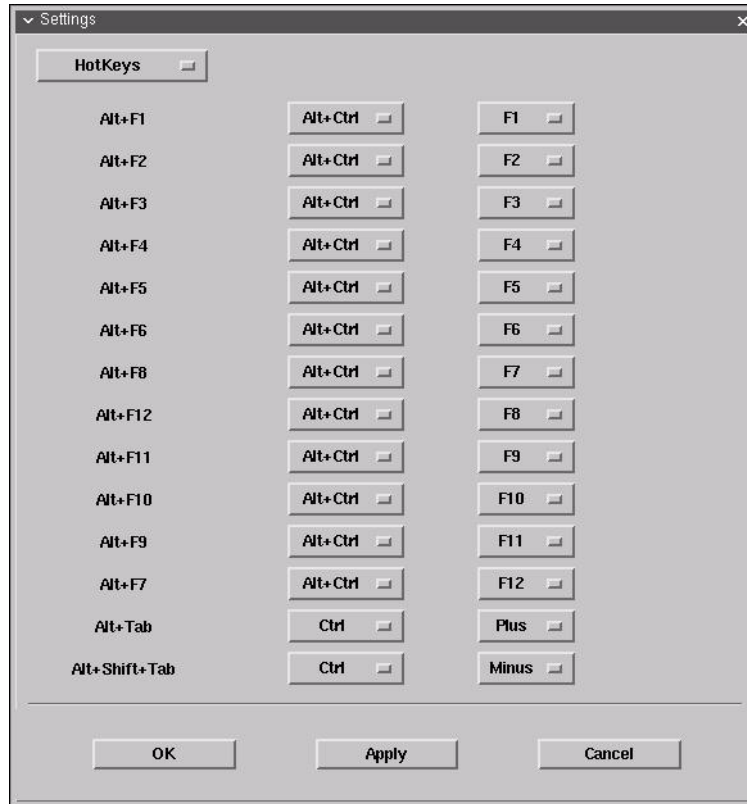 Settings
HotKeys
Alt+F1 Alt+Ctrl F1
Alt+F2 Alt+Ctrl F2
Alt+F3 Alt+Ctrl F3
Alt+F4 Alt+Ctrl F4
Alt+F5 Alt+Ctrl F5
Alt+F6 Alt+Ctrl F6
Alt+F8 Alt+Ctrl F7
Alt+F12 Alt+Ctrl F8
Alt+F11 Alt+Ctrl F9
Alt+F10 Alt+Ctrl F10
Alt+F9 Alt+Ctrl F11
Alt+F7 Alt+Ctrl F12
Alt+Tab Ctrl Plus
Alt+Shift+Tab Ctrl Minus
OK Apply Cancel